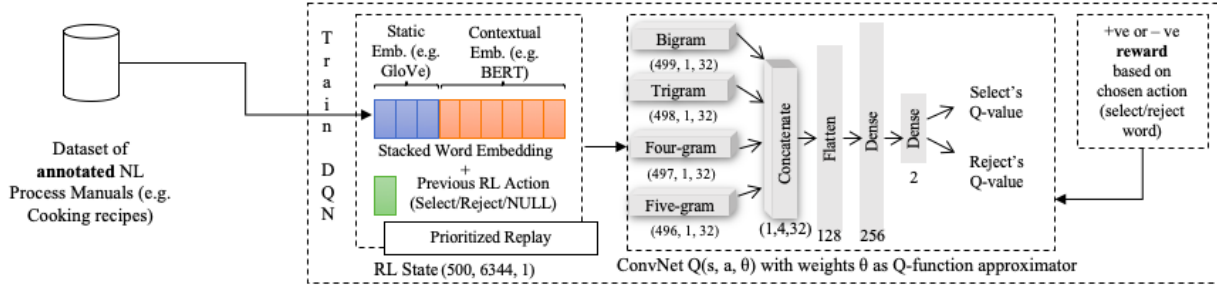 Dataset of
annotated NL
Process Manuals (e.g.
Cooking recipes)
Train DQN
Static
Emb. (e.g.
GloVe)
Contextual
Emb. (e.g.
BERT)
Stacked Word Embedding
+
Previous RL Action
(Select/Reject/NULL)
Prioritized Replay
RL State (500, 6344, 1)
Bigram
(499, 1, 32)
Trigram
(498, 1, 32)
Four-gram
(497, 1, 32)
Five-gram
(496, 1, 32)
Concatenate
(1,4,32)
Flatten
128
Dense
256
Dense
2
Select's
Q-value
Reject's
Q-value
ConvNet Q(s, a, θ) with weights θ as Q-function approximator
+ve or – ve
reward
based on
chosen action
(select/reject
word)